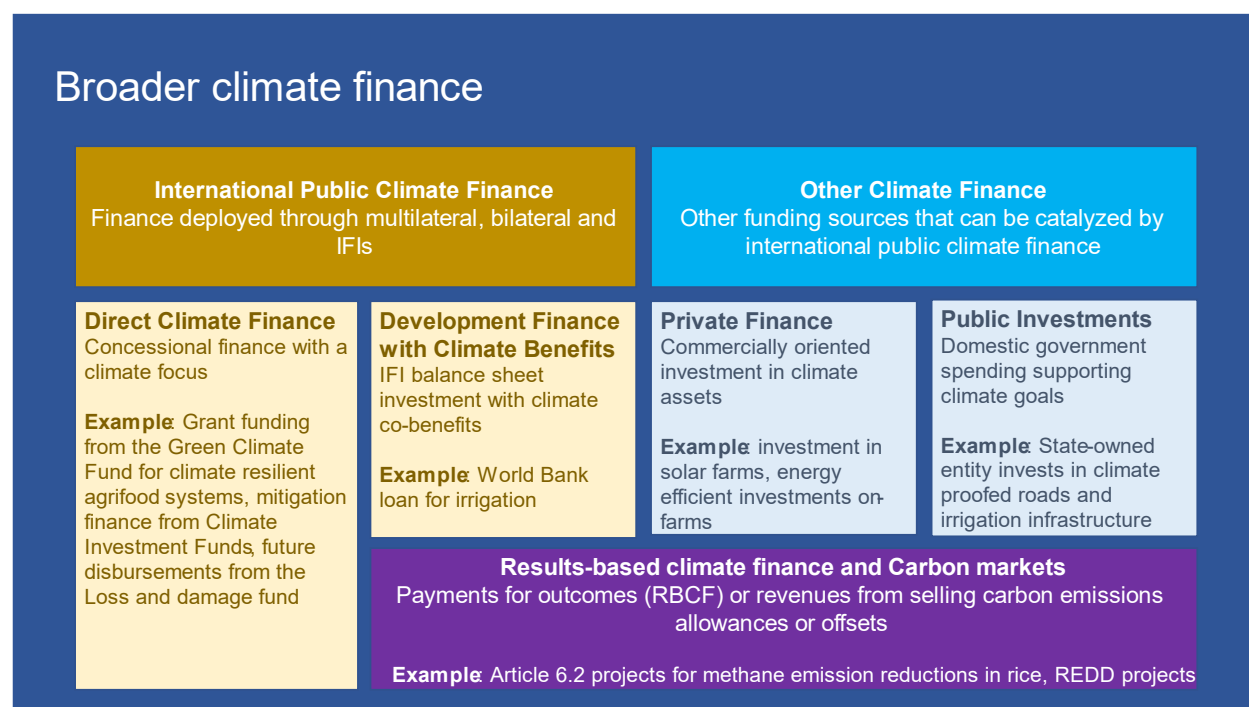 Broader climate finance
International Public Climate Finance
Finance deployed through multilateral, bilateral and
IFIs
Other Climate Finance
Other funding sources that can be catalyzed by
international public climate finance
Direct Climate Finance
Concessional finance with a
climate focus
Example: Grant funding
from the Green Climate
Fund for climate resilient
agrifood systems, mitigation
finance from Climate
Investment Funds, future
disbursements from the
Loss and damage fund
Development Finance
with Climate Benefits
IFI balance sheet
investment with climate
co-benefits
Example: World Bank
loan for irrigation
Private Finance
Commercially oriented
investment in climate
assets
Example: investment in
solar farms, energy
efficient investments on-
farms
Public Investments
Domestic government
spending supporting
climate goals
Example: State-owned
entity invests in climate
proofed roads and
irrigation infrastructure
Results-based climate finance and Carbon markets
Payments for outcomes (RBCF) or revenues from selling carbon emissions
allowances or offsets
Example: Article 6.2 projects for methane emission reductions in rice, REDD projects